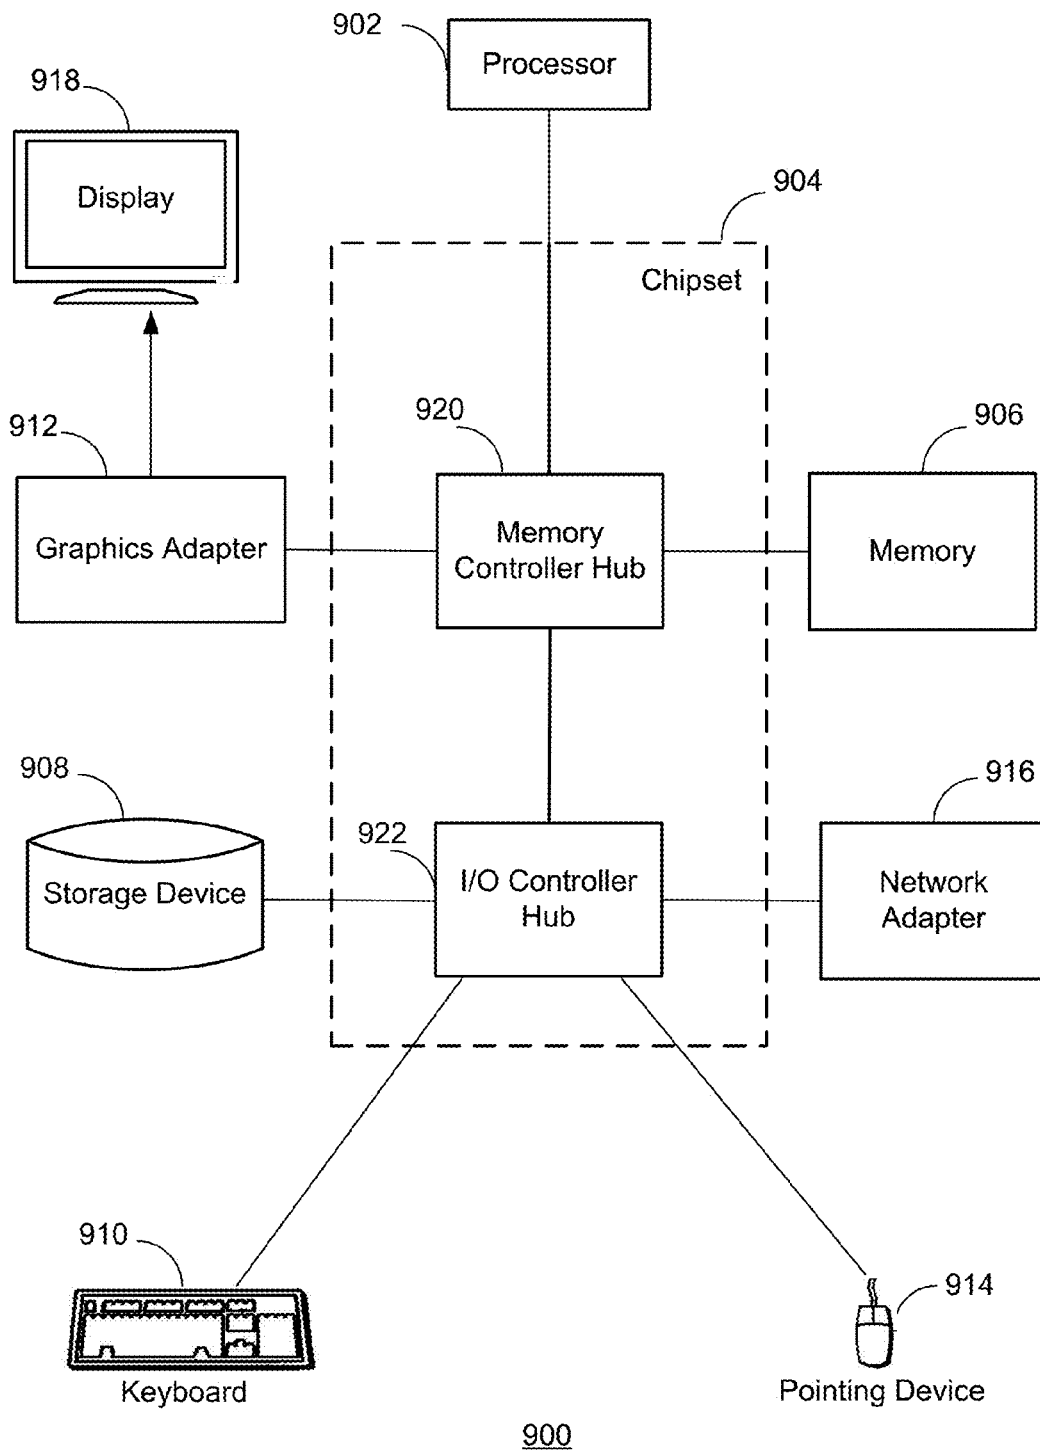 902
Processor
918
Display
904
Chipset
912
920
906
Graphics Adapter
Memory
Controller Hub
Memory
908
922
916
Storage Device
I/O Controller
Hub
Network
Adapter
910
914
Keyboard
Pointing Device
900